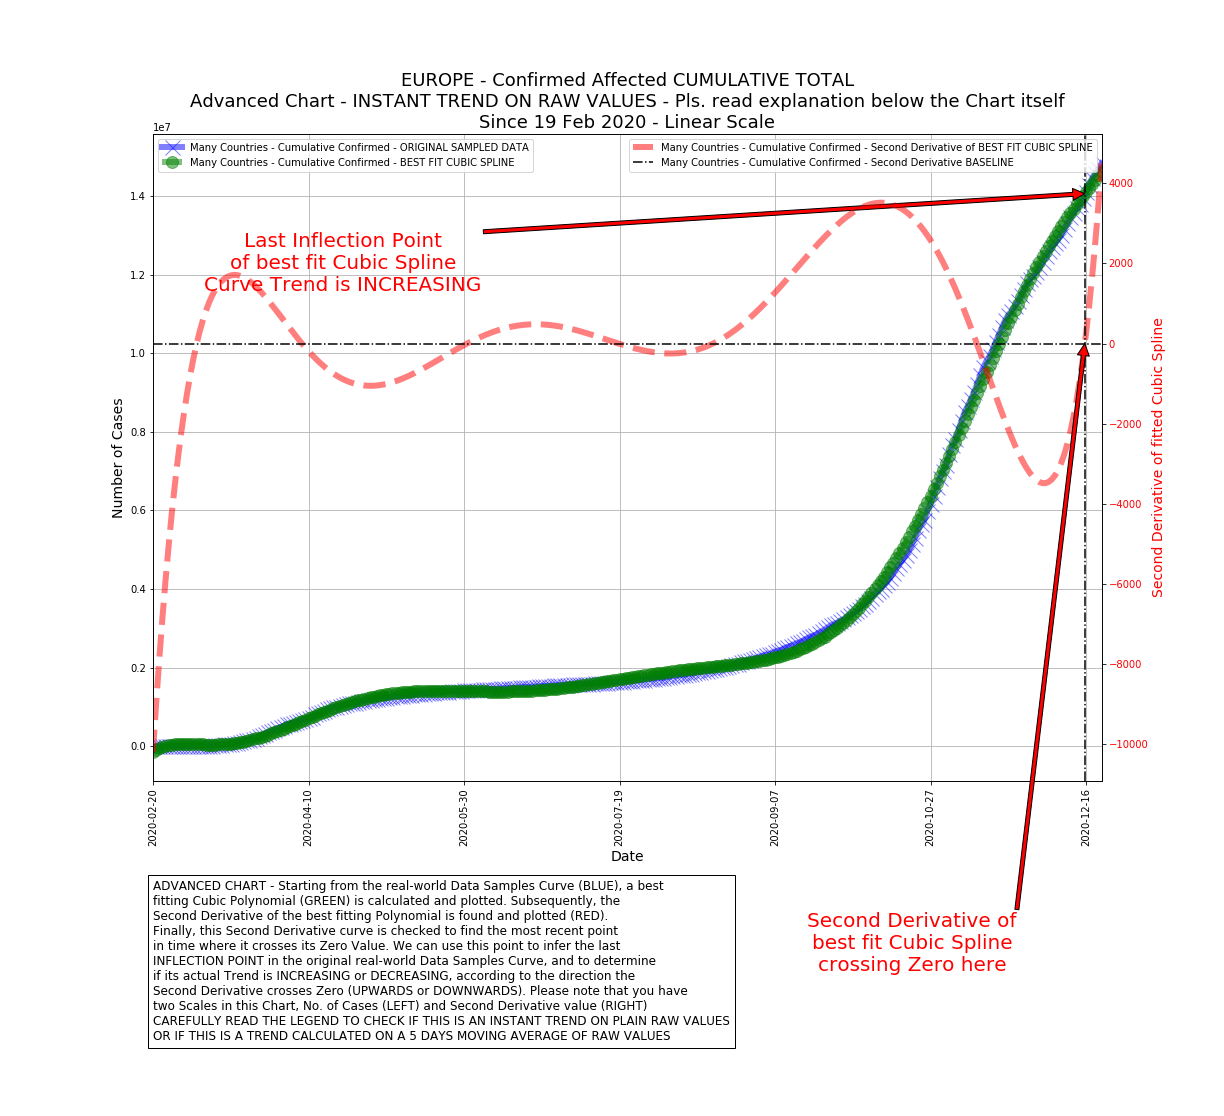 EUROPE - Confirmed Affected CUMULATIVE TOTAL
Advanced Chart - INSTANT TREND ON RAW VALUES - Pls. read explanation below the Chart itself
Since 19 Feb 2020 - Linear Scale
1e7
Many Countries - Cumulative Confirmed - ORIGINAL SAMPLED DATA
Many Countries - Cumulative Confirmed - BEST FIT CUBIC SPLINE
Many Countries - Cumulative Confirmed - Second Derivative of BEST FIT CUBIC SPLINE
Many Countries - Cumulative Confirmed - Second Derivative BASELINE
Last Inflection Point
of best fit Cubic Spline
Curve Trend is INCREASING
Number of Cases
1.4
1.2
1.0
0.8
0.6
0.4
0.2
0.0
4000
2000
0
−2000
−4000
−6000
−8000
−10000
Second Derivative of fitted Cubic Spline
2020-02-20
2020-04-10
2020-05-30
2020-07-19
2020-09-07
2020-10-27
2020-12-16
Date
ADVANCED CHART - Starting from the real-world Data Samples Curve (BLUE), a best
fitting Cubic Polynomial (GREEN) is calculated and plotted. Subsequently, the
Second Derivative of the best fitting Polynomial is found and plotted (RED).
Finally, this Second Derivative curve is checked to find the most recent point
in time where it crosses its Zero Value. We can use this point to infer the last
INFLECTION POINT in the original real-world Data Samples Curve, and to determine
if its actual Trend is INCREASING or DECREASING, according to the direction the
Second Derivative crosses Zero (UPWARDS or DOWNWARDS). Please note that you have
two Scales in this Chart, No. of Cases (LEFT) and Second Derivative value (RIGHT)
CAREFULLY READ THE LEGEND TO CHECK IF THIS IS AN INSTANT TREND ON PLAIN RAW VALUES
OR IF THIS IS A TREND CALCULATED ON A 5 DAYS MOVING AVERAGE OF RAW VALUES
Second Derivative of
best fit Cubic Spline
crossing Zero here